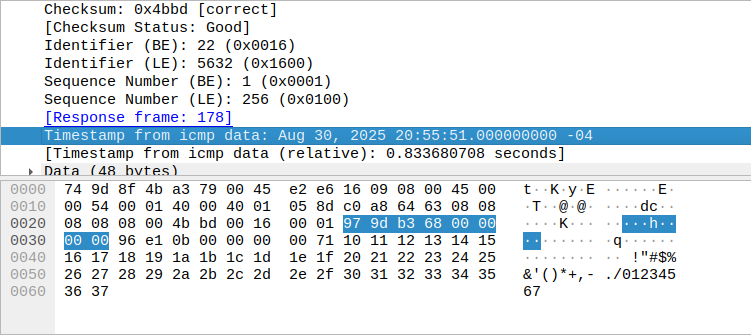 Checksum: 0x4bbd [correct]
[Checksum Status: Good]
Identifier (BE): 22 (0x0016)
Identifier (LE): 5632 (0x1600)
Sequence Number (BE): 1 (0x0001)
Sequence Number (LE): 256 (0x0100)
[Response frame: 178]
Timestamp from icmp data: Aug 30, 2025 20:55:51.000000000 -04
[Timestamp from icmp data (relative): 0.833680708 seconds]
Data (48 bytes)
0000 74 9d 8f 4b a3 79 00 45 e2 e6 16 09 08 00 45 00 t··K·y·E ······E·
0010 00 54 00 01 40 00 40 01 05 8d c0 a8 64 63 08 08 ·T··@·@· ····dc··
0020 08 08 08 00 4b bd 00 16 00 01 97 9d b3 68 00 00 ····K··· ·····h··
0030 00 00 96 e1 0b 00 00 00 00 71 10 11 12 13 14 15 ········ ·q······
0040 16 17 18 19 1a 1b 1c 1d 1e 1f 20 21 22 23 24 25 ········ ·· !"#$%
0050 26 27 28 29 2a 2b 2c 2d 2e 2f 30 31 32 33 34 35 &'()*+,- ./012345
0060 36 37 67